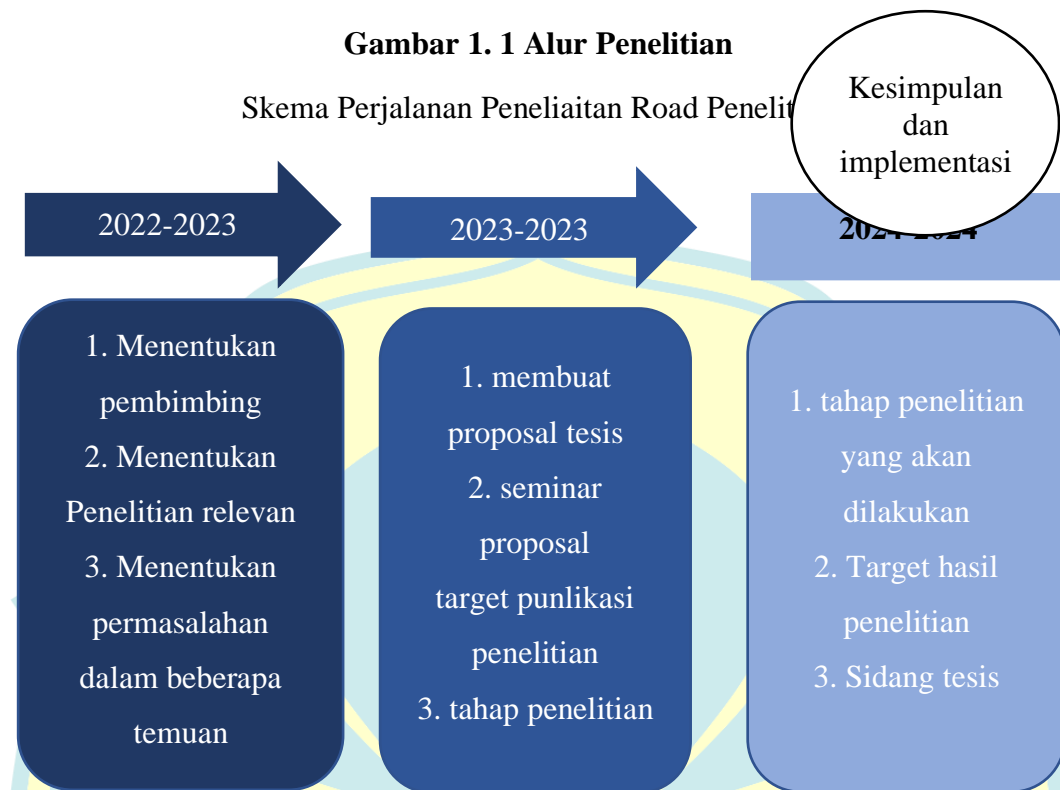 Gambar 1. 1 Alur Penelitian
Skema Perjalanan Peneliaitan Road
Kesimpulan
dan
implementasi
2022-2023
2023-2023
2024-2024
1. Menentukan
pembimbing
2. Menentukan
Penelitian relevan
3. Menentukan
permasalahan
dalam beberapa
temuan
1. membuat
proposal tesis
2. seminar
proposal
target punlikasi
penelitian
3. tahap penelitian
1. tahap penelitian
yang akan
dilakukan
2. Target hasil
penelitian
3. Sidang tesis